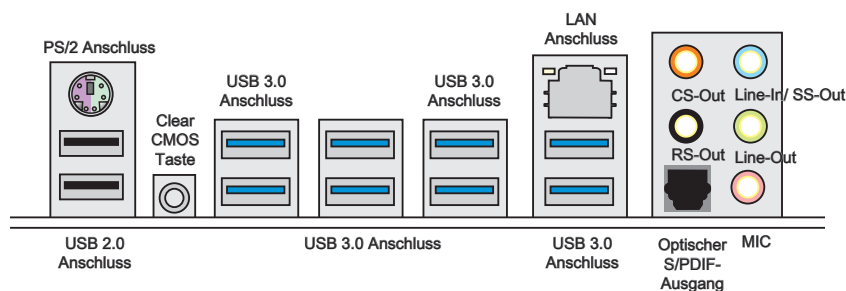 LAN
Anschluss
PS/2 Anschluss
USB 3.0
Anschluss
USB 3.0
Anschluss
Clear
CMOS
Taste
CS-Out
Line-In/ SS-Out
RS-Out
Line-Out
USB 2.0
Anschluss
USB 3.0 Anschluss
USB 3.0
Anschluss
Optischer
S/PDIF-
Ausgang
MIC